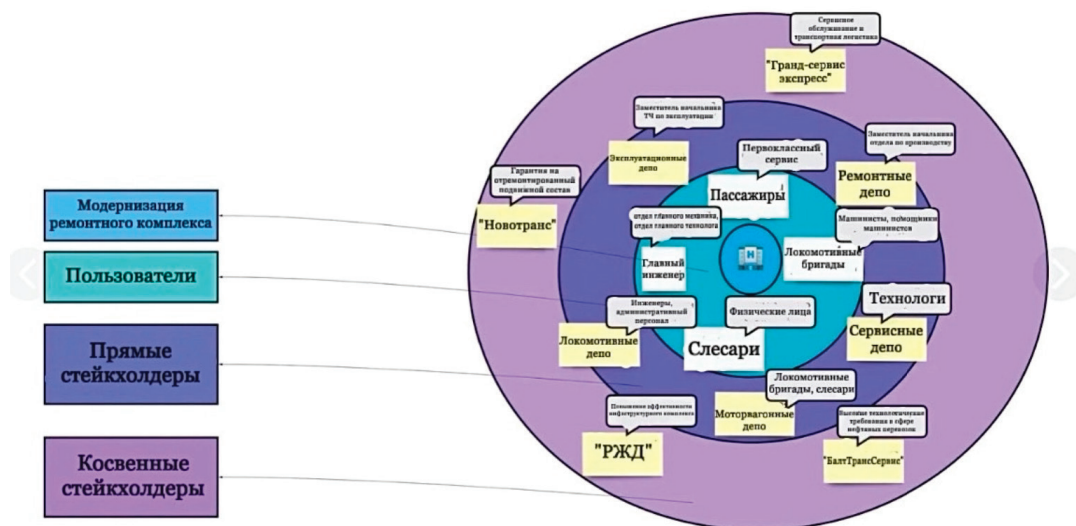 Сервисное
обслуживание и
транспортная логистика
"Гранд-сервис
экспресс"
Заместитель начальника
ТЧ по эксплуатации
Эксплуатационные
депо
Первоклассный
сервис
Пассажиры
Заместитель начальника
отдела по производству
Ремонтные
депо
Гарантия на
отремонтированный
подвижной состав
"Новотранс"
Модернизация
ремонтного комплекса
отдел главного механика,
отдел главного технолога
Главный
инженер
Машинисты, помощники
машинистов
Локомотивные
бригады
H
Пользователи
Инженеры,
административный
персонал
Локомотивные
депо
Физические лица
Слесари
Технологи
Сервисные
депо
Прямые
стейкхолдеры
Локомотивные
бригады, слесари
Моторвагонные
депо
Повышение эффективности
инфраструктурного комплекса
"РЖД"
Высокие технологические
требования в сфере
нефтяных перевозок
"БалтТрансСервис"
Косвенные
стейкхолдеры